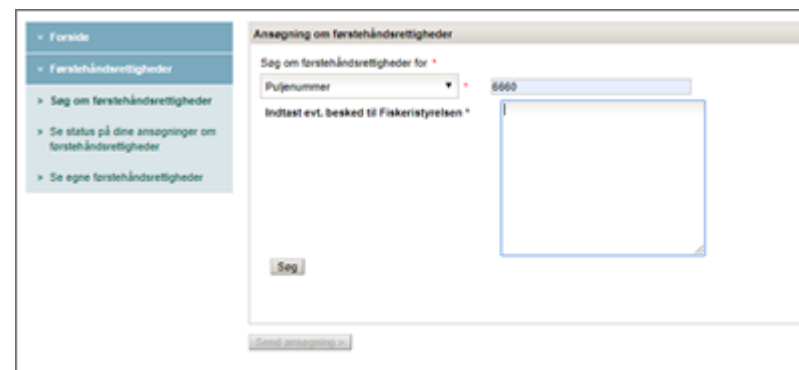 Forside
Førstehåndsrettigheder
Søg om førstehåndsrettigheder
Se status på dine ansøgninger om
førstehåndsrettigheder
Se egne førstehåndsrettigheder
Ansøgning om førstehåndsrettigheder
Søg om førstehåndsrettigheder for *
Puljenummer * 6660
Indtast evt. besked til Fiskeristyrelsen *
Søg
Send ansøgning >